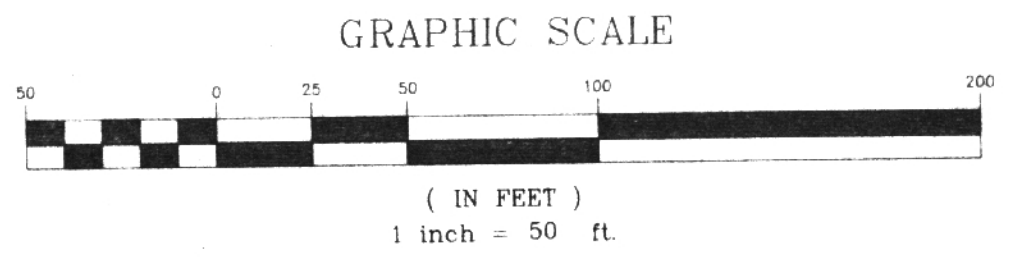 GRAPHIC SCALE
50 0 25 50 100 200
( IN FEET )
1 inch = 50 ft.